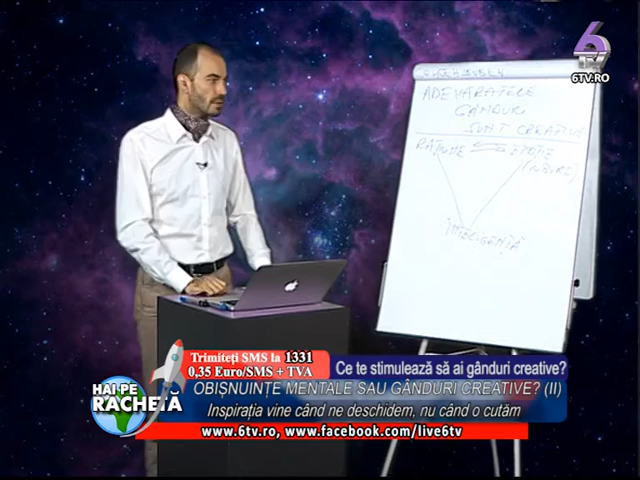 6
TV
6TV.RO
ADEVĂRATELE
GÂNDURI
SUNT CREATIVE
RAȚIUNE
EMOȚIE
(IUBIRE)
INTELIGENȚĂ
Trimiteți SMS la 1331
0,35 Euro/SMS + TVA
Ce te stimulează să ai gânduri creative?
HAI PE
RACHETĂ
OBIȘNUINȚE MENTALE SAU GÂNDURI CREATIVE? (II)
Inspirația vine când ne deschidem, nu când o cutăm
www.6tv.ro, www.facebook.com/live6tv